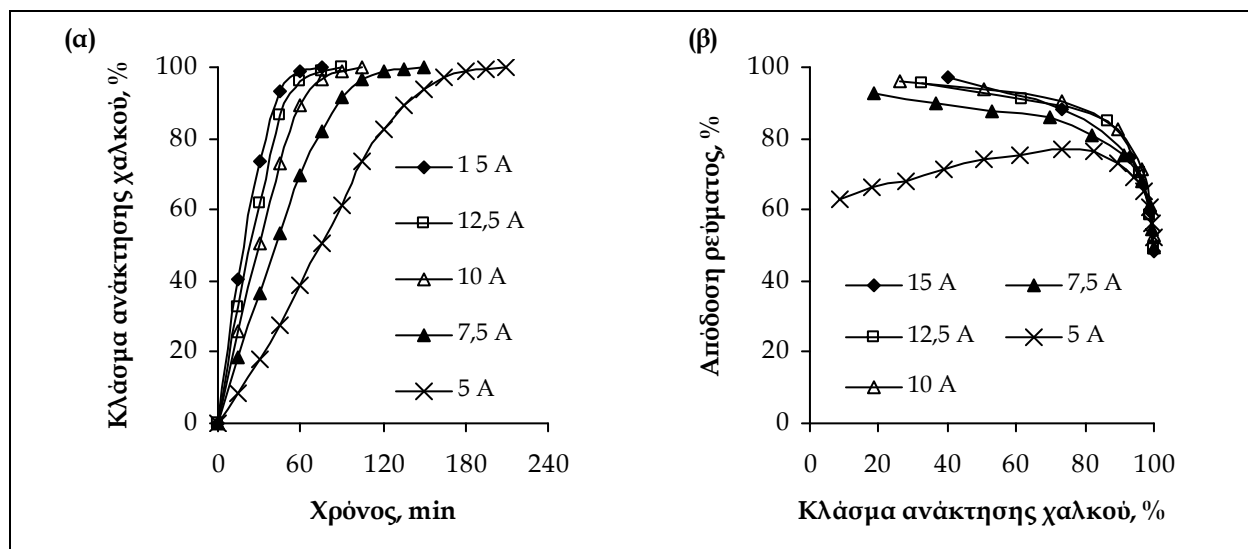 (α)
Κλάσμα ανάκτησης χαλκού, %
100
80
60
40
20
0
0 60 120 180 240
Χρόνος, min
1 5 A
12,5 A
10 A
7,5 A
5 A
(β)
Απόδοση ρεύματος, %
100
80
60
40
20
0
0 20 40 60 80 100
Κλάσμα ανάκτησης χαλκού, %
15 A 7,5 A
12,5 A 5 A
10 A